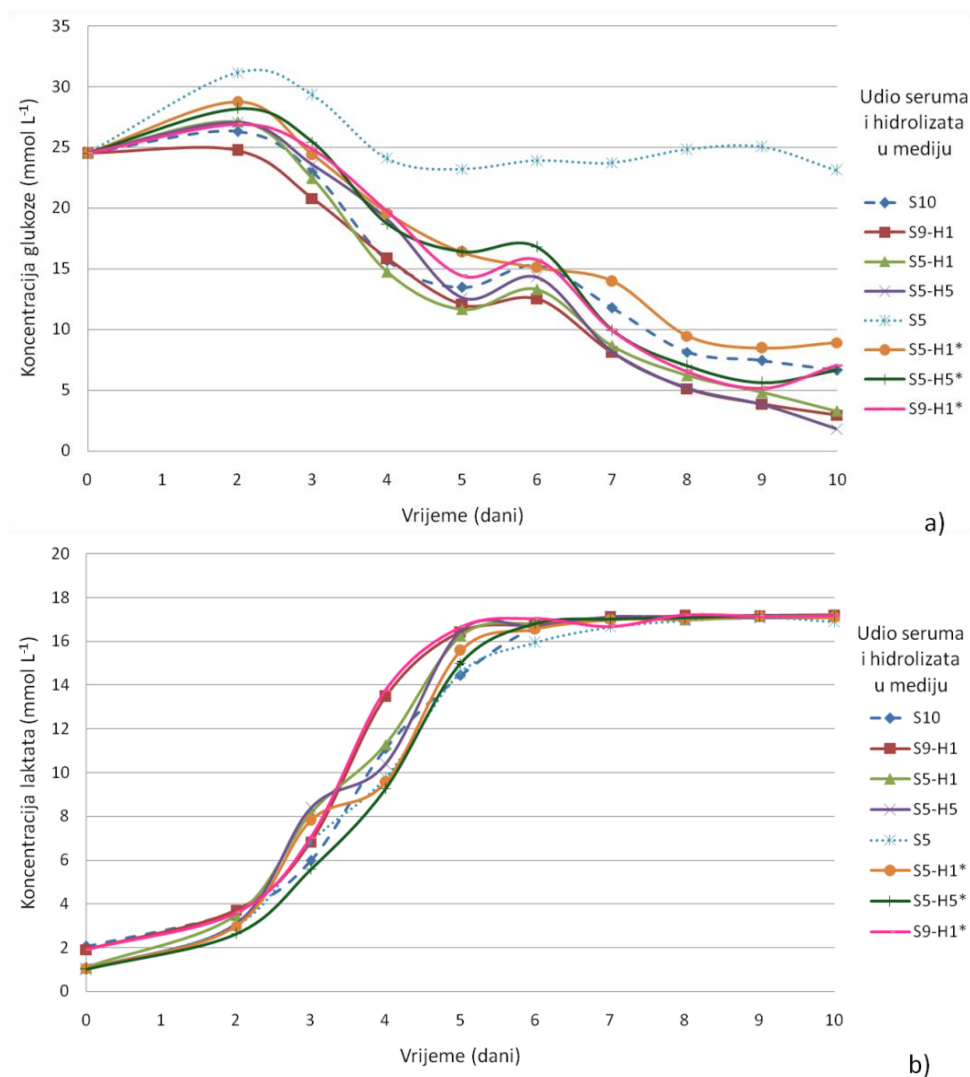 35
30
25
20
15
10
5
0
Koncentracija glukoze (mmol L⁻¹)
0 1 2 3 4 5 6 7 8 9 10
Vrijeme (dani)
Udio seruma
i hidrolizata
u mediju
S10
S9-H1
S5-H1
S5-H5
S5
S5-H1*
S5-H5*
S9-H1*
a)
20
18
16
14
12
10
8
6
4
2
0
Koncentracija laktata (mmol L⁻¹)
0 1 2 3 4 5 6 7 8 9 10
Vrijeme (dani)
Udio seruma
i hidrolizata
u mediju
S10
S9-H1
S5-H1
S5-H5
S5
S5-H1*
S5-H5*
S9-H1*
b)